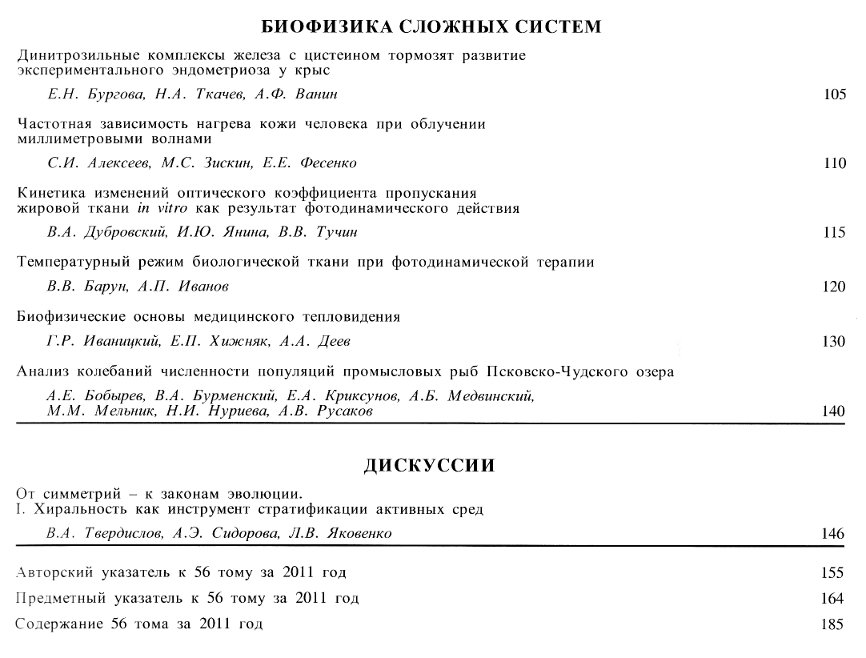 БИОФИЗИКА СЛОЖНЫХ СИСТЕМ
Динитрозильные комплексы железа с цистеином тормозят развитие
экспериментального эндометриоза у крыс
Е.Н. Бургова, Н.А. Ткачев, А.Ф. Ванин 105
Частотная зависимость нагрева кожи человека при облучении
миллиметровыми волнами
С.И. Алексеев, М.С. Зискин, Е.Е. Фесенко 110
Кинетика изменений оптического коэффициента пропускания
жировой ткани in vitro как результат фотодинамического действия
В.А. Дубровский, И.Ю. Янина, В.В. Тучин 115
Температурный режим биологической ткани при фотодинамической терапии
В.В. Барун, А.П. Иванов 120
Биофизические основы медицинского тепловидения
Г.Р. Иваницкий, Е.П. Хижняк, А.А. Деев 130
Анализ колебаний численности популяций промысловых рыб Псковско-Чудского озера
А.Е. Бобырев, В.А. Бурменский, Е.А. Криксунов, А.Б. Медвинский,
М.М. Мельник, Н.И. Нуриева, А.В. Русаков 140
ДИСКУССИИ
От симметрий – к законам эволюции.
I. Хиральность как инструмент стратификации активных сред
В.А. Твердислов, А.Э. Сидорова, Л.В. Яковенко 146
Авторский указатель к 56 тому за 2011 год 155
Предметный указатель к 56 тому за 2011 год 164
Содержание 56 тома за 2011 год 185